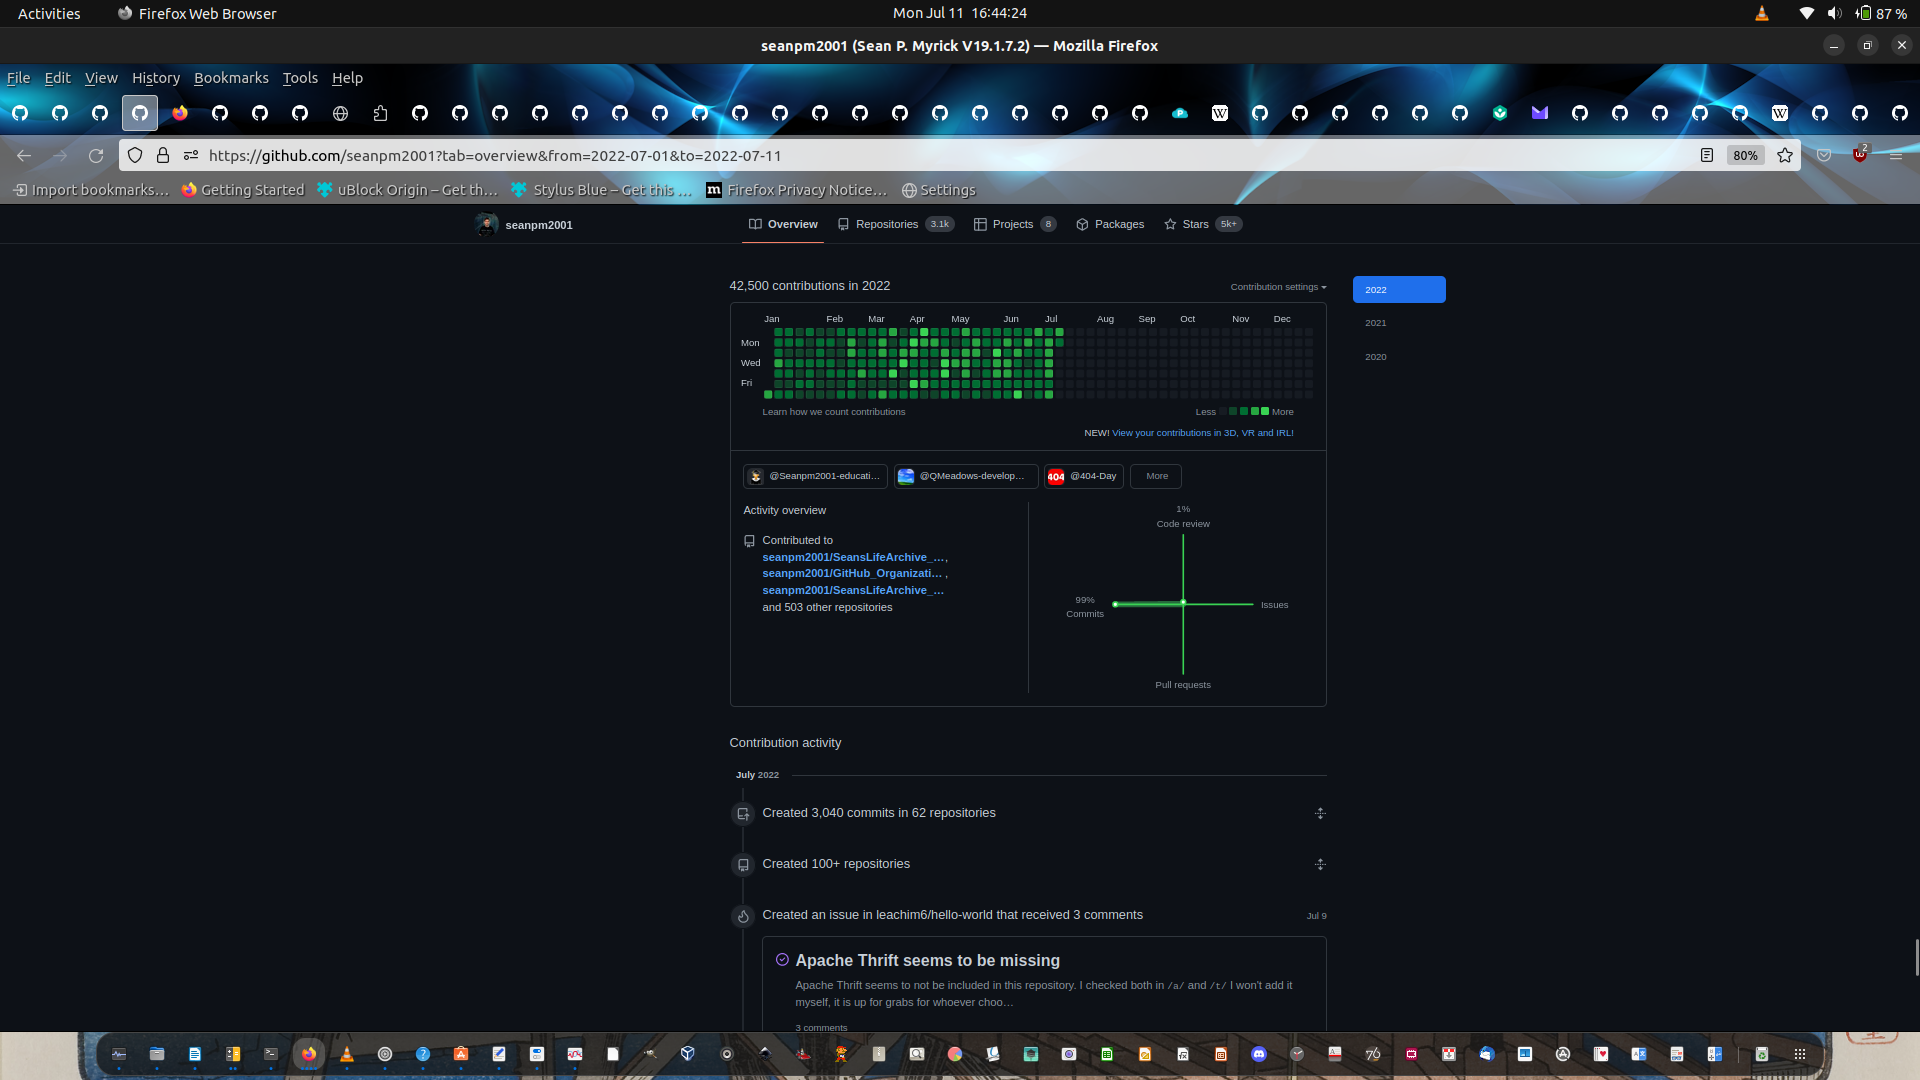 Activities Firefox Web Browser Mon Jul 11 16:44:24 87 %
seanpm2001 (Sean P. Myrick V19.1.7.2) — Mozilla Firefox
File Edit View History Bookmarks Tools Help
https://github.com/seanpm2001?tab=overview&from=2022-07-01&to=2022-07-11 80% 2
Import bookmarks… Getting Started uBlock Origin – Get th… Stylus Blue – Get this … Firefox Privacy Notice… Settings
seanpm2001 Overview Repositories 3.1k Projects 8 Packages Stars 5k+
42,500 contributions in 2022 Contribution settings
2022
2021
2020
Jan Feb Mar Apr May Jun Jul Aug Sep Oct Nov Dec
Mon
Wed
Fri
Learn how we count contributions Less More
NEW! View your contributions in 3D, VR and IRL!
@Seanpm2001-educati… @QMeadows-develop… 404 @404-Day More
Activity overview
Contributed to
seanpm2001/SeansLifeArchive_…,
seanpm2001/GitHub_Organizati… ,
seanpm2001/SeansLifeArchive_…
and 503 other repositories
1%
Code review
99%
Commits
Issues
Pull requests
Contribution activity
July 2022
Created 3,040 commits in 62 repositories
Created 100+ repositories
Created an issue in leachim6/hello-world that received 3 comments Jul 9
Apache Thrift seems to be missing
Apache Thrift seems to not be included in this repository. I checked both in /a/ and /t/ I won't add it
myself, it is up for grabs for whoever choo…
3 comments